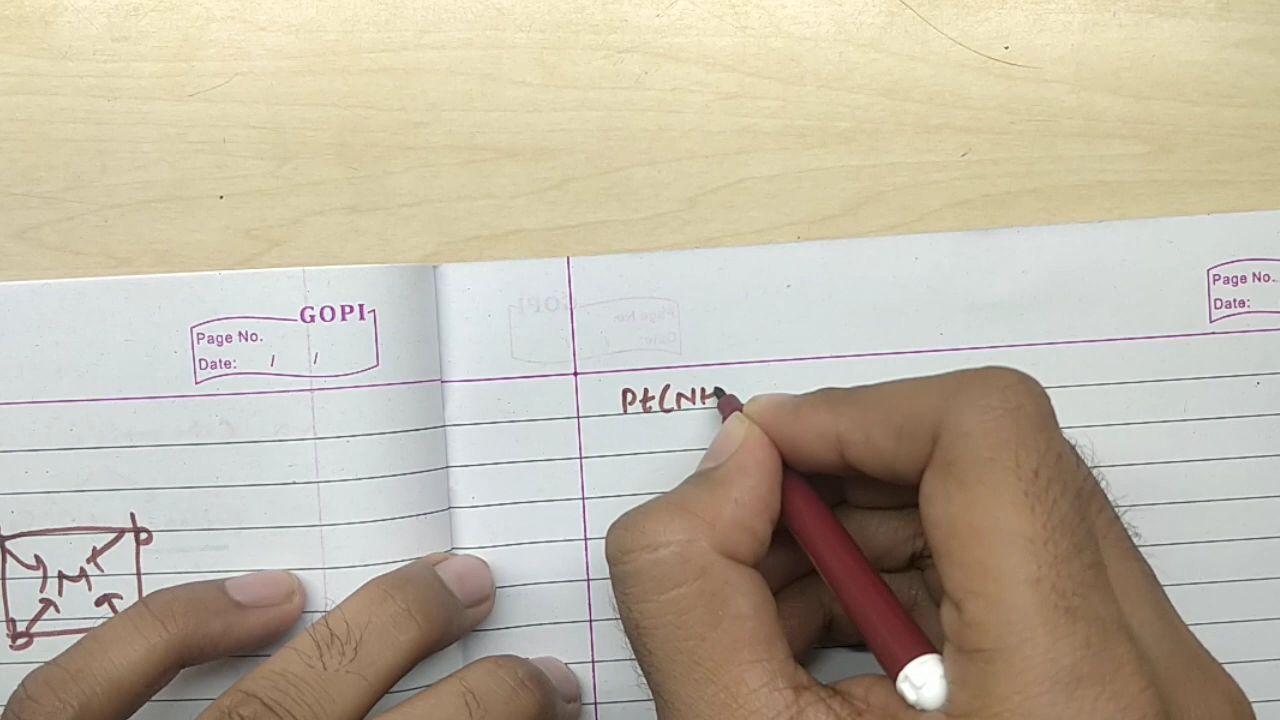 GOPI
Page No.
Date: / /
Page No.
Date:
Pt(NH
M
b
b